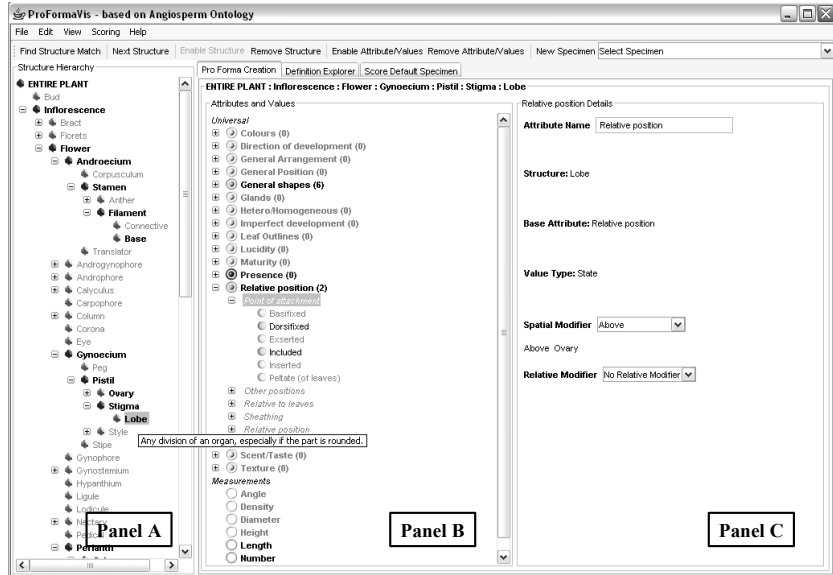 ProFormaVis - based on Angiosperm Ontology
File Edit View Scoring Help
Find Structure Match Next Structure Enable Structure Remove Structure Enable Attribute/Values Remove Attribute/Values New Specimen Select Specimen
Structure Hierarchy
ENTIRE PLANT
Bud
Inflorescence
Bract
Florets
Flower
Androecium
Corpusculum
Stamen
Anther
Filament
Connective
Base
Translator
Androgynophore
Androphore
Calyculus
Carpophore
Column
Corona
Eye
Gynoecium
Peg
Pistil
Ovary
Stigma
Lobe
Style
Stipe
Gynophore
Gynostemium
Hypanthium
Ligule
Lodicule
Nectary
Pedicel
Perianth
Panel A
Any division of an organ, especially if the part is rounded.
Pro Forma Creation Definition Explorer Score Default Specimen
ENTIRE PLANT : Inflorescence : Flower : Gynoecium : Pistil : Stigma : Lobe
Attributes and Values
Universal
Colours (0)
Direction of development (0)
General Arrangement (0)
General Position (0)
General shapes (6)
Glands (0)
Hetero/Homogeneous (0)
Imperfect development (0)
Leaf Outlines (0)
Lucidity (0)
Maturity (0)
Presence (0)
Relative position (2)
Point of attachment
Basifixed
Dorsifixed
Exserted
Included
Inserted
Peltate (of leaves)
Other positions
Relative to leaves
Sheathing
Relative position
Scent/Taste (0)
Texture (0)
Measurements
Angle
Density
Diameter
Height
Length
Number
Panel B
Relative position Details
Attribute Name Relative position
Structure: Lobe
Base Attribute: Relative position
Value Type: State
Spatial Modifier Above
Above Ovary
Relative Modifier No Relative Modifier
Panel C